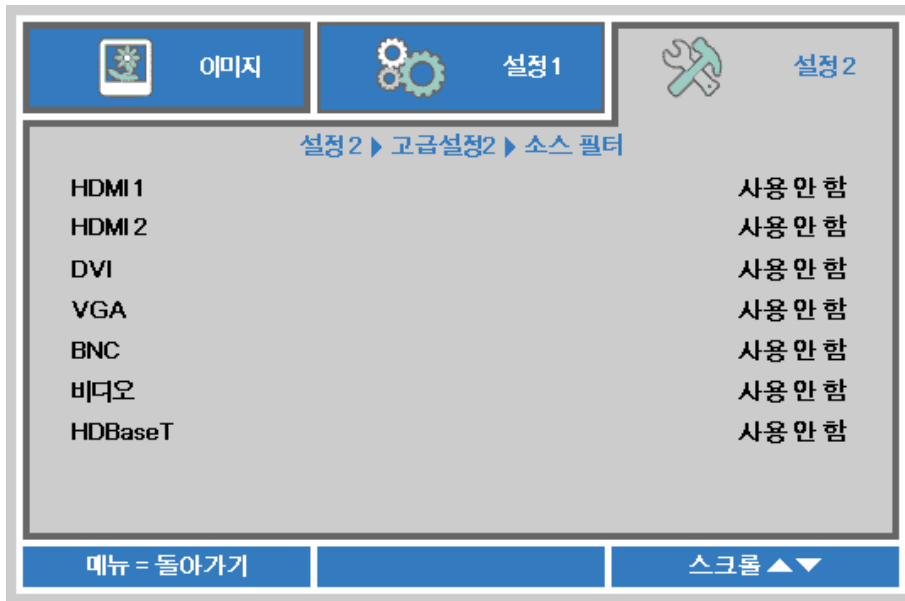 이미지 설정1 설정2
설정2 ▶ 고급설정2 ▶ 소스 필터
HDMI 1 사용 안 함
HDMI 2 사용 안 함
DVI 사용 안 함
VGA 사용 안 함
BNC 사용 안 함
비디오 사용 안 함
HDBaseT 사용 안 함
메뉴 = 돌아가기 스크롤 ▲▼